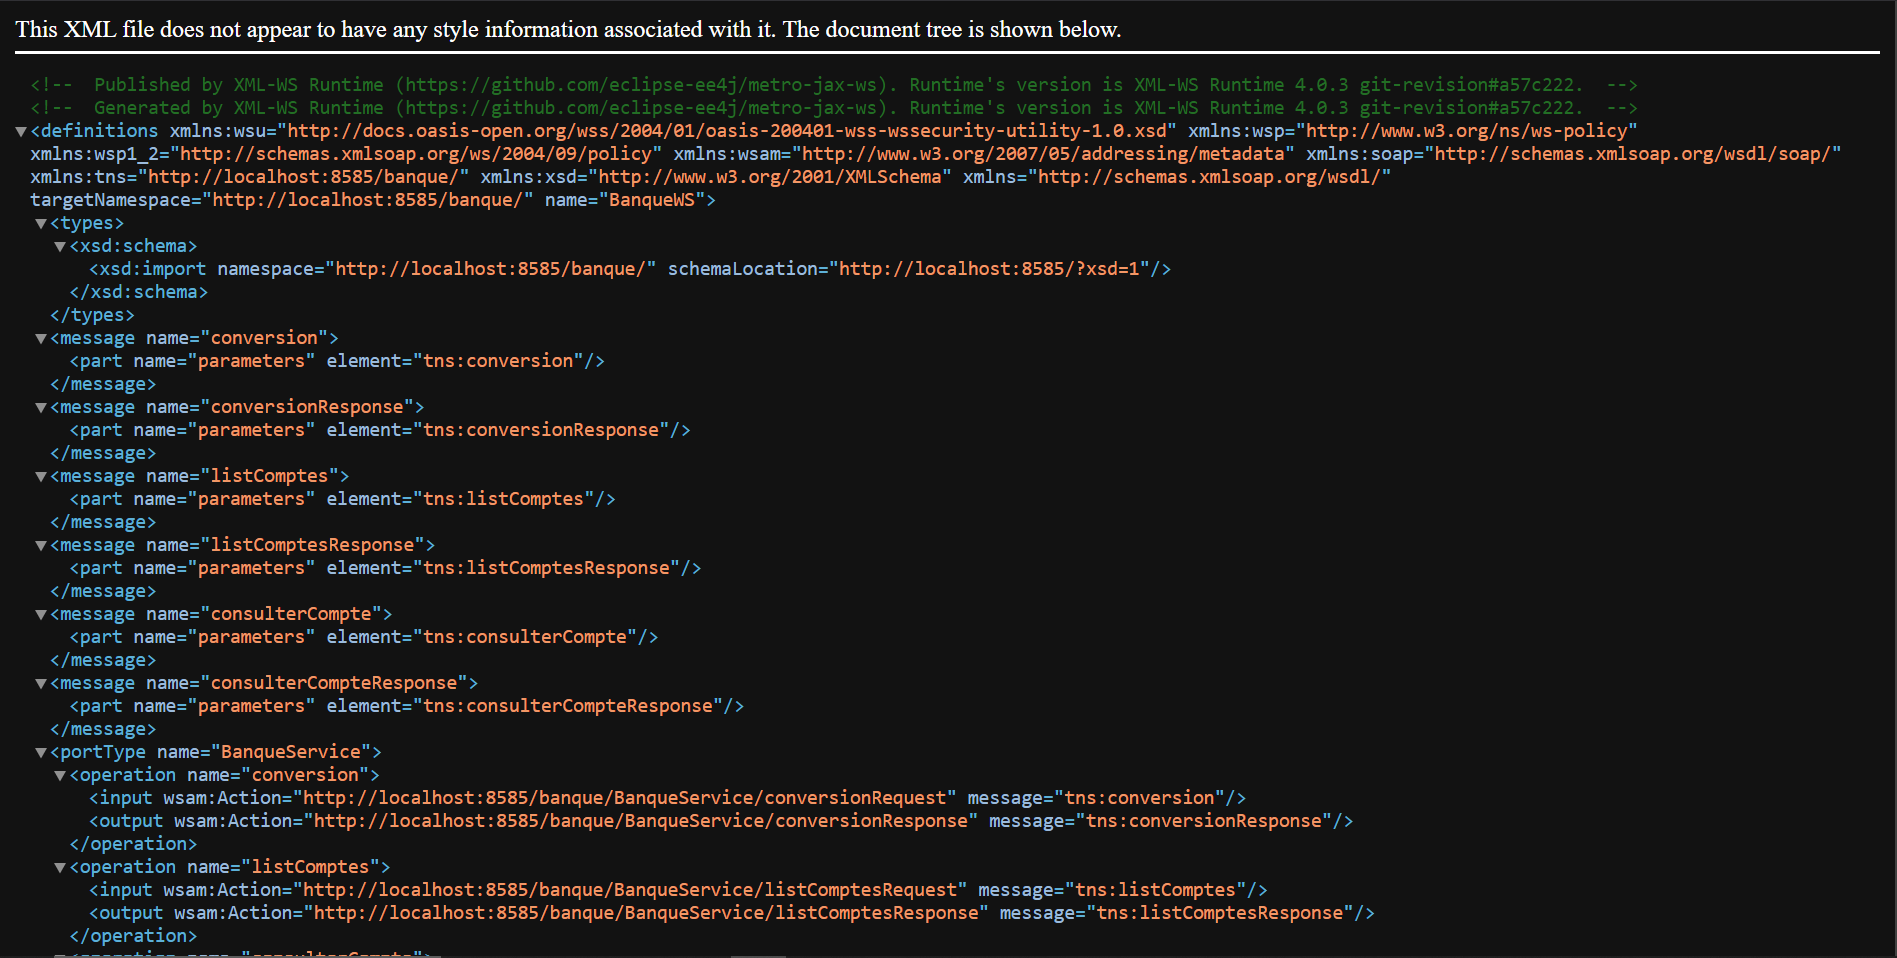 This XML file does not appear to have any style information associated with it. The document tree is shown below.
<!-- Published by XML-WS Runtime (https://github.com/eclipse-ee4j/metro-jax-ws). Runtime's version is XML-WS Runtime 4.0.3 git-revision#a57c222. -->
<!-- Generated by XML-WS Runtime (https://github.com/eclipse-ee4j/metro-jax-ws). Runtime's version is XML-WS Runtime 4.0.3 git-revision#a57c222. -->
▼<definitions xmlns:wsu="http://docs.oasis-open.org/wss/2004/01/oasis-200401-wss-wssecurity-utility-1.0.xsd" xmlns:wsp="http://www.w3.org/ns/ws-policy"
xmlns:wsp1_2="http://schemas.xmlsoap.org/ws/2004/09/policy" xmlns:wsam="http://www.w3.org/2007/05/addressing/metadata" xmlns:soap="http://schemas.xmlsoap.org/wsdl/soap/"
xmlns:tns="http://localhost:8585/banque/" xmlns:xsd="http://www.w3.org/2001/XMLSchema" xmlns="http://schemas.xmlsoap.org/wsdl/"
targetNamespace="http://localhost:8585/banque/" name="BanqueWS">
▼<types>
▼<xsd:schema>
<xsd:import namespace="http://localhost:8585/banque/" schemaLocation="http://localhost:8585/?xsd=1"/>
</xsd:schema>
</types>
▼<message name="conversion">
<part name="parameters" element="tns:conversion"/>
</message>
▼<message name="conversionResponse">
<part name="parameters" element="tns:conversionResponse"/>
</message>
▼<message name="listComptes">
<part name="parameters" element="tns:listComptes"/>
</message>
▼<message name="listComptesResponse">
<part name="parameters" element="tns:listComptesResponse"/>
</message>
▼<message name="consulterCompte">
<part name="parameters" element="tns:consulterCompte"/>
</message>
▼<message name="consulterCompteResponse">
<part name="parameters" element="tns:consulterCompteResponse"/>
</message>
▼<portType name="BanqueService">
▼<operation name="conversion">
<input wsam:Action="http://localhost:8585/banque/BanqueService/conversionRequest" message="tns:conversion"/>
<output wsam:Action="http://localhost:8585/banque/BanqueService/conversionResponse" message="tns:conversionResponse"/>
</operation>
▼<operation name="listComptes">
<input wsam:Action="http://localhost:8585/banque/BanqueService/listComptesRequest" message="tns:listComptes"/>
<output wsam:Action="http://localhost:8585/banque/BanqueService/listComptesResponse" message="tns:listComptesResponse"/>
</operation>